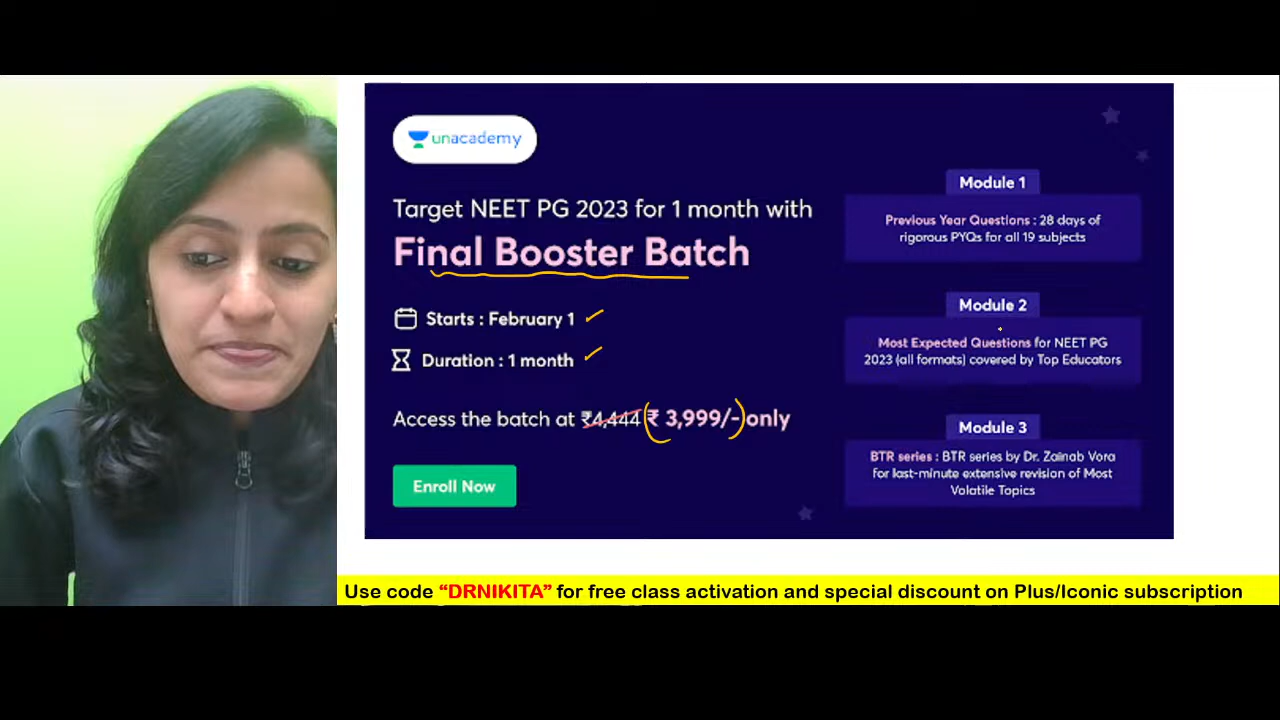 unacademy
Target NEET PG 2023 for 1 month with
Final Booster Batch
Starts : February 1
Duration : 1 month
Access the batch at ₹4,444 ₹ 3,999/- only
Enroll Now
Module 1
Previous Year Questions : 28 days of
rigorous PYQs for all 19 subjects
Module 2
Most Expected Questions for NEET PG
2023 (all formats) covered by Top Educators
Module 3
BTR series : BTR series by Dr. Zainab Vora
for last-minute extensive revision of Most
Volatile Topics
Use code “DRNIKITA” for free class activation and special discount on Plus/Iconic subscription